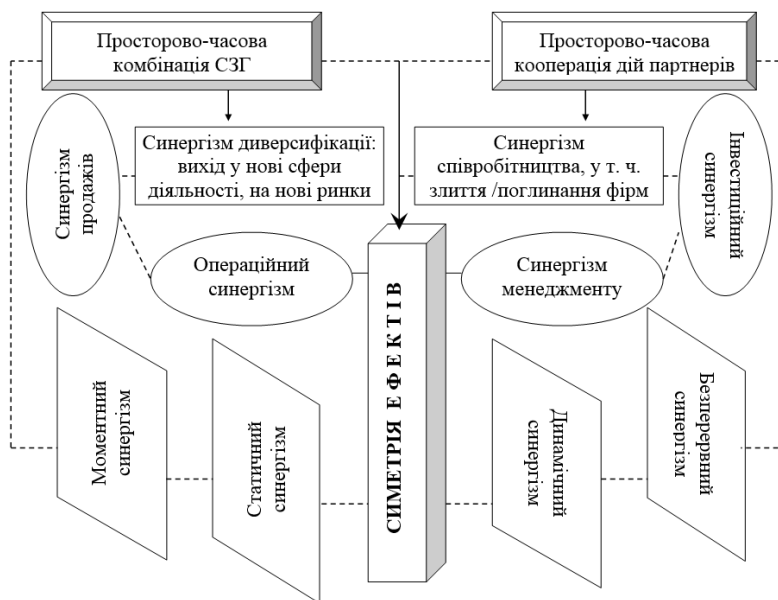 Просторово-часова
комбінація СЗГ
Просторово-часова
кооперація дій партнерів
Синергізм
продажів
Синергізм диверсифікації:
вихід у нові сфери
діяльності, на нові ринки
Синергізм
співробітництва, у т. ч.
злиття /поглинання фірм
Інвестиційний
синергізм
Операційний
синергізм
Синергізм
менеджменту
СИМЕТРІЯ ЕФЕКТІВ
Моментний
синергізм
Статичний
синергізм
Динамічний
синергізм
Безперервний
синергізм